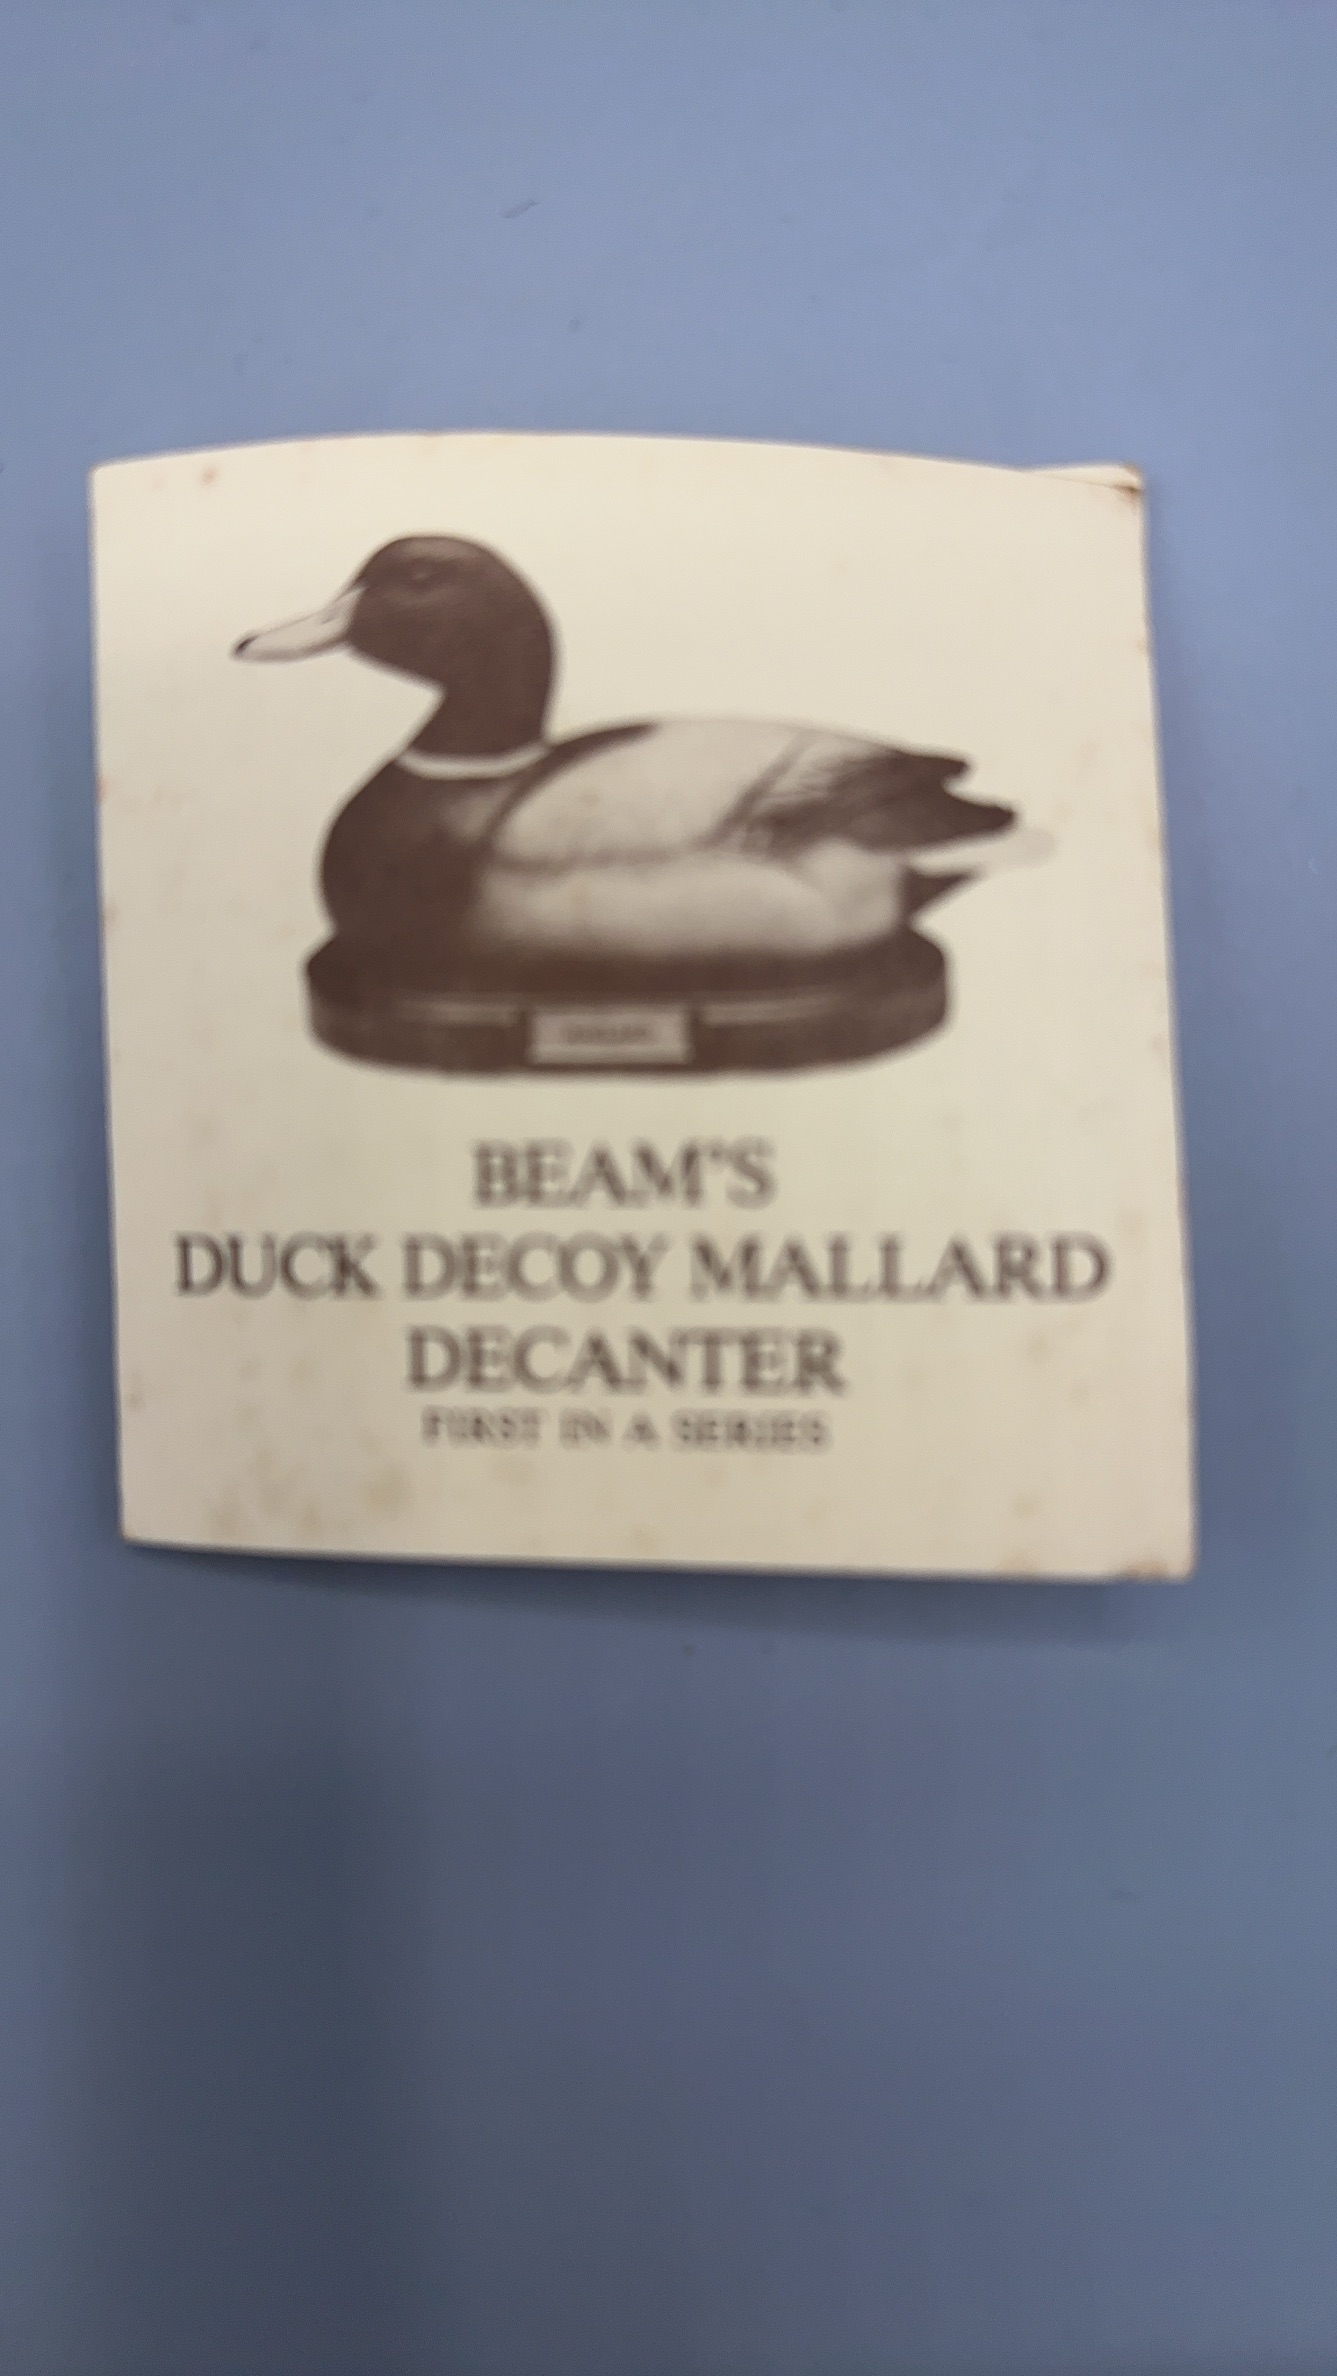 BEAM'S
DUCK DECOY MALLARD
DECANTER
FIRST IN A SERIES